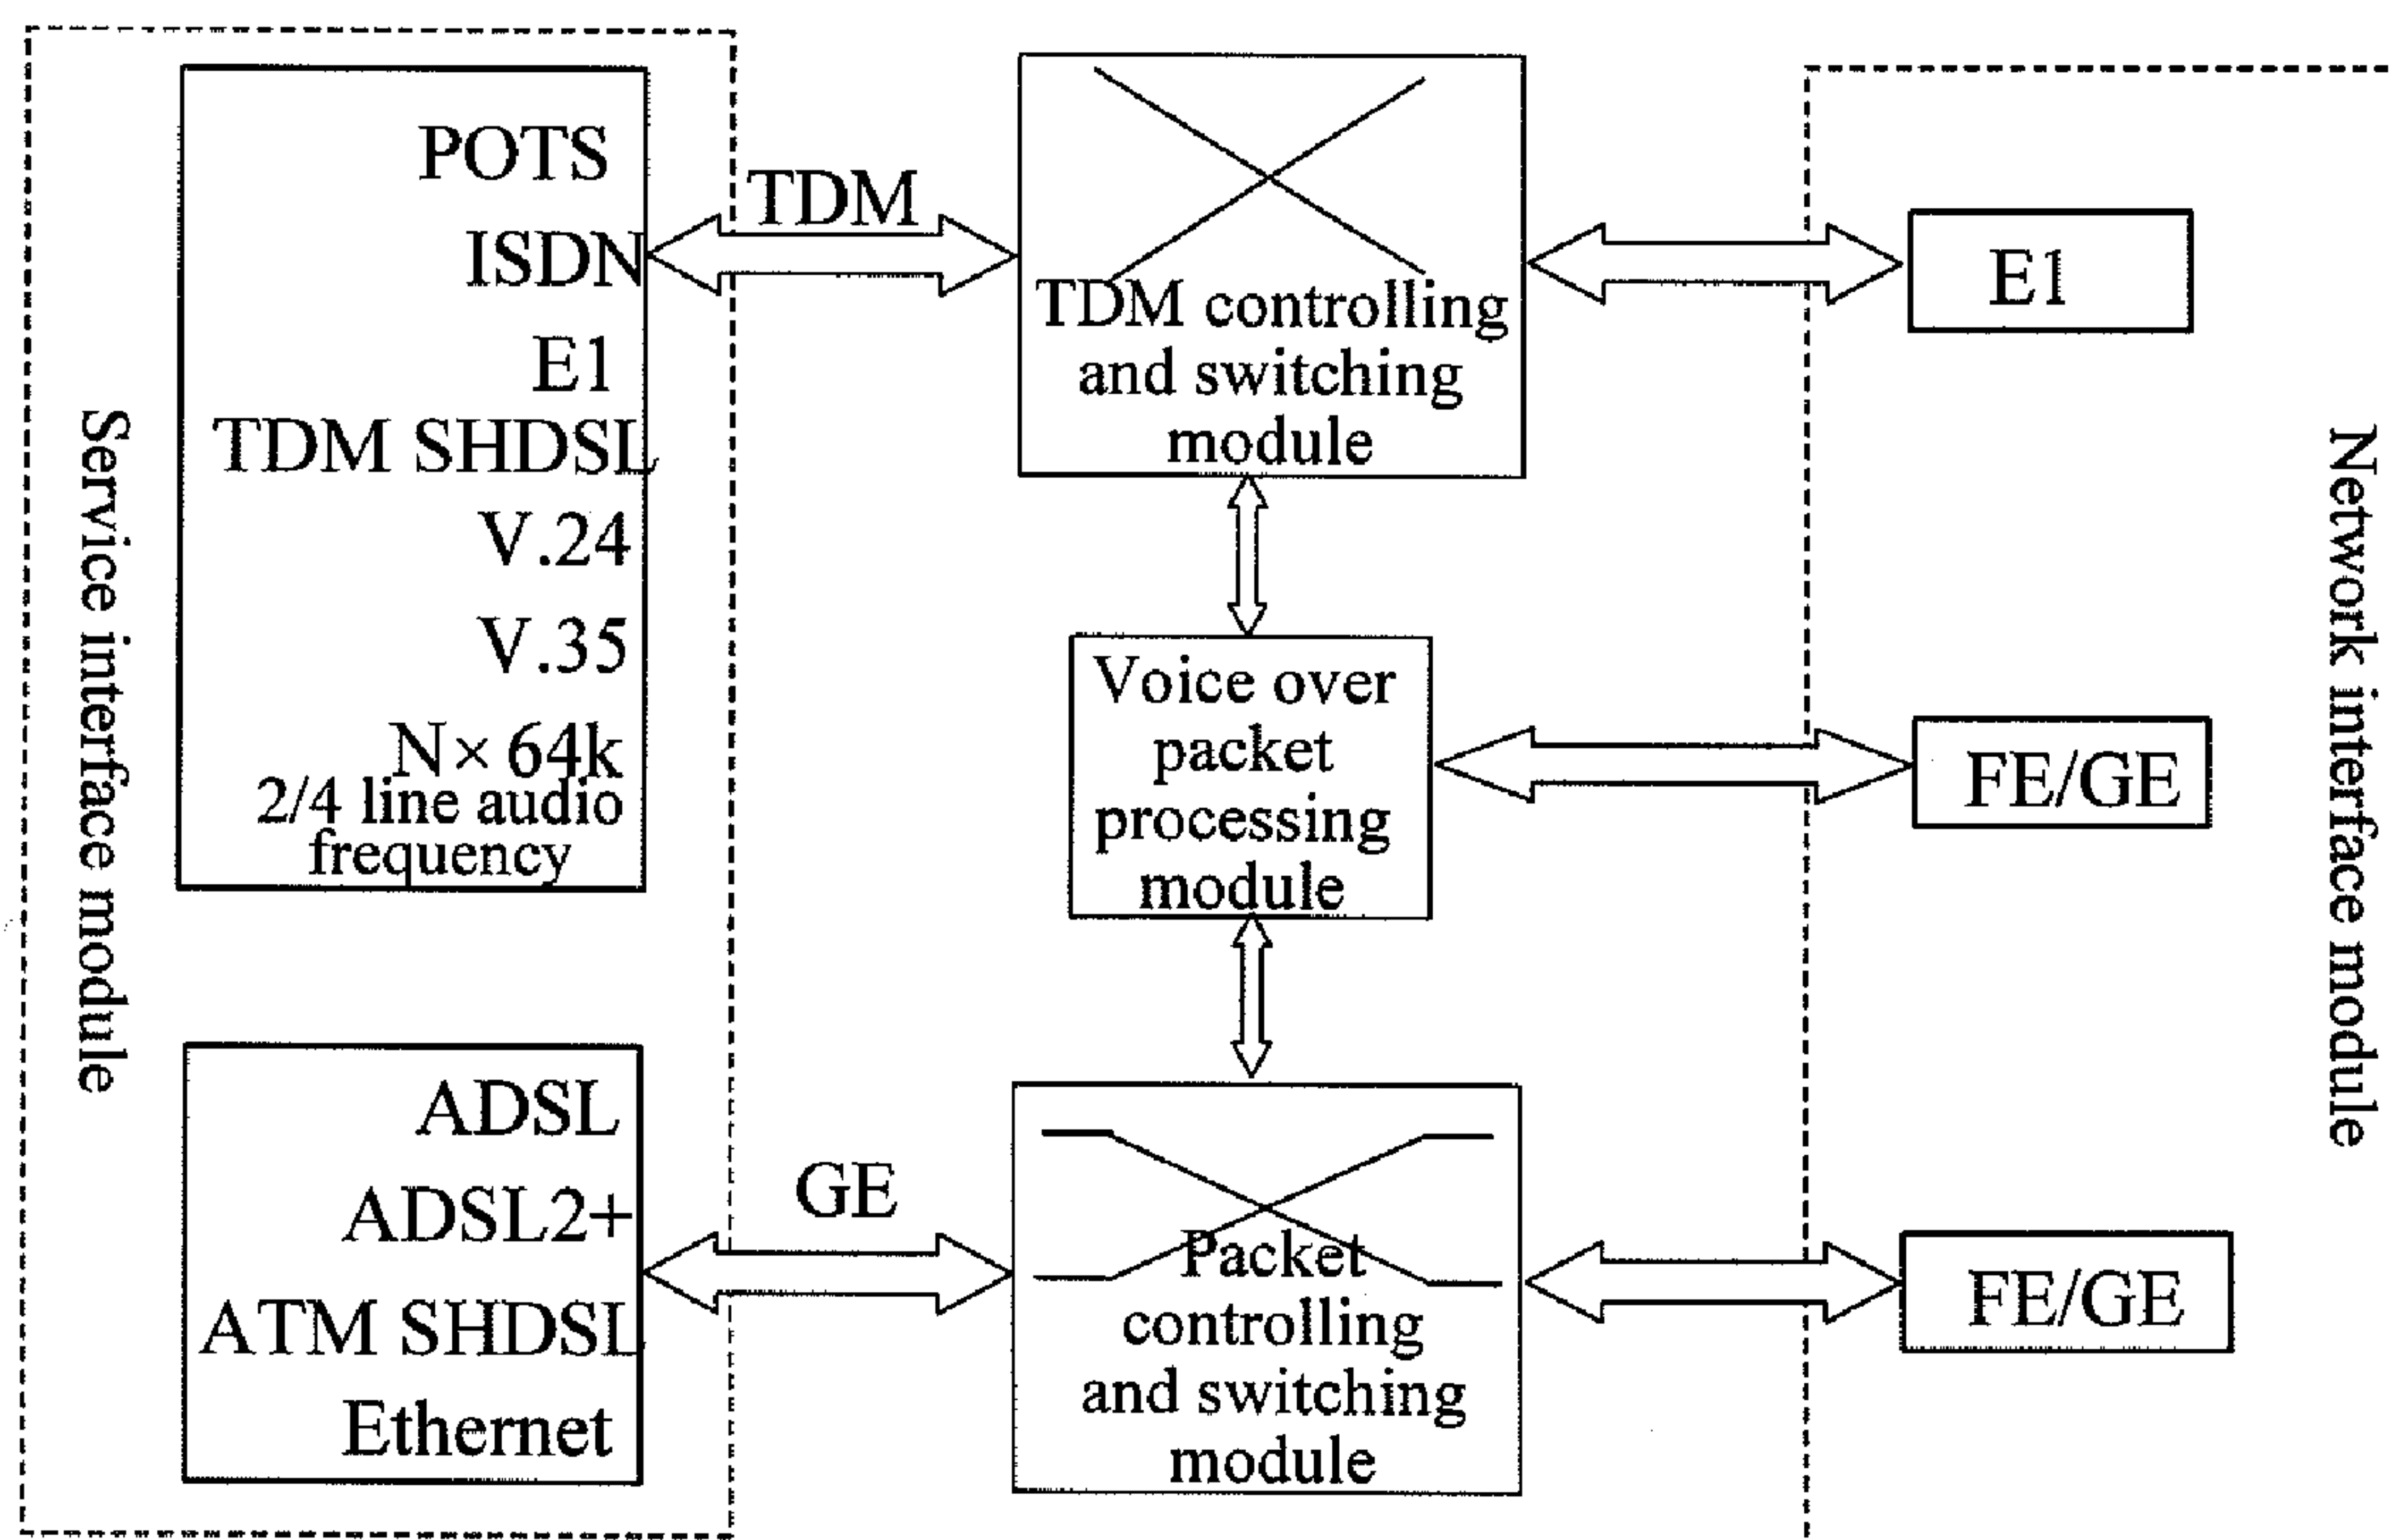 Service interface module
POTS
ISDN
E1
TDM SHDSL
V.24
V.35
N× 64k
2/4 line audio
frequency
ADSL
ADSL2+
ATM SHDSL
Ethernet
TDM
GE
TDM controlling
and switching
module
Voice over
packet
processing
module
Packet
controlling
and switching
module
E1
FE/GE
FE/GE
Network interface module